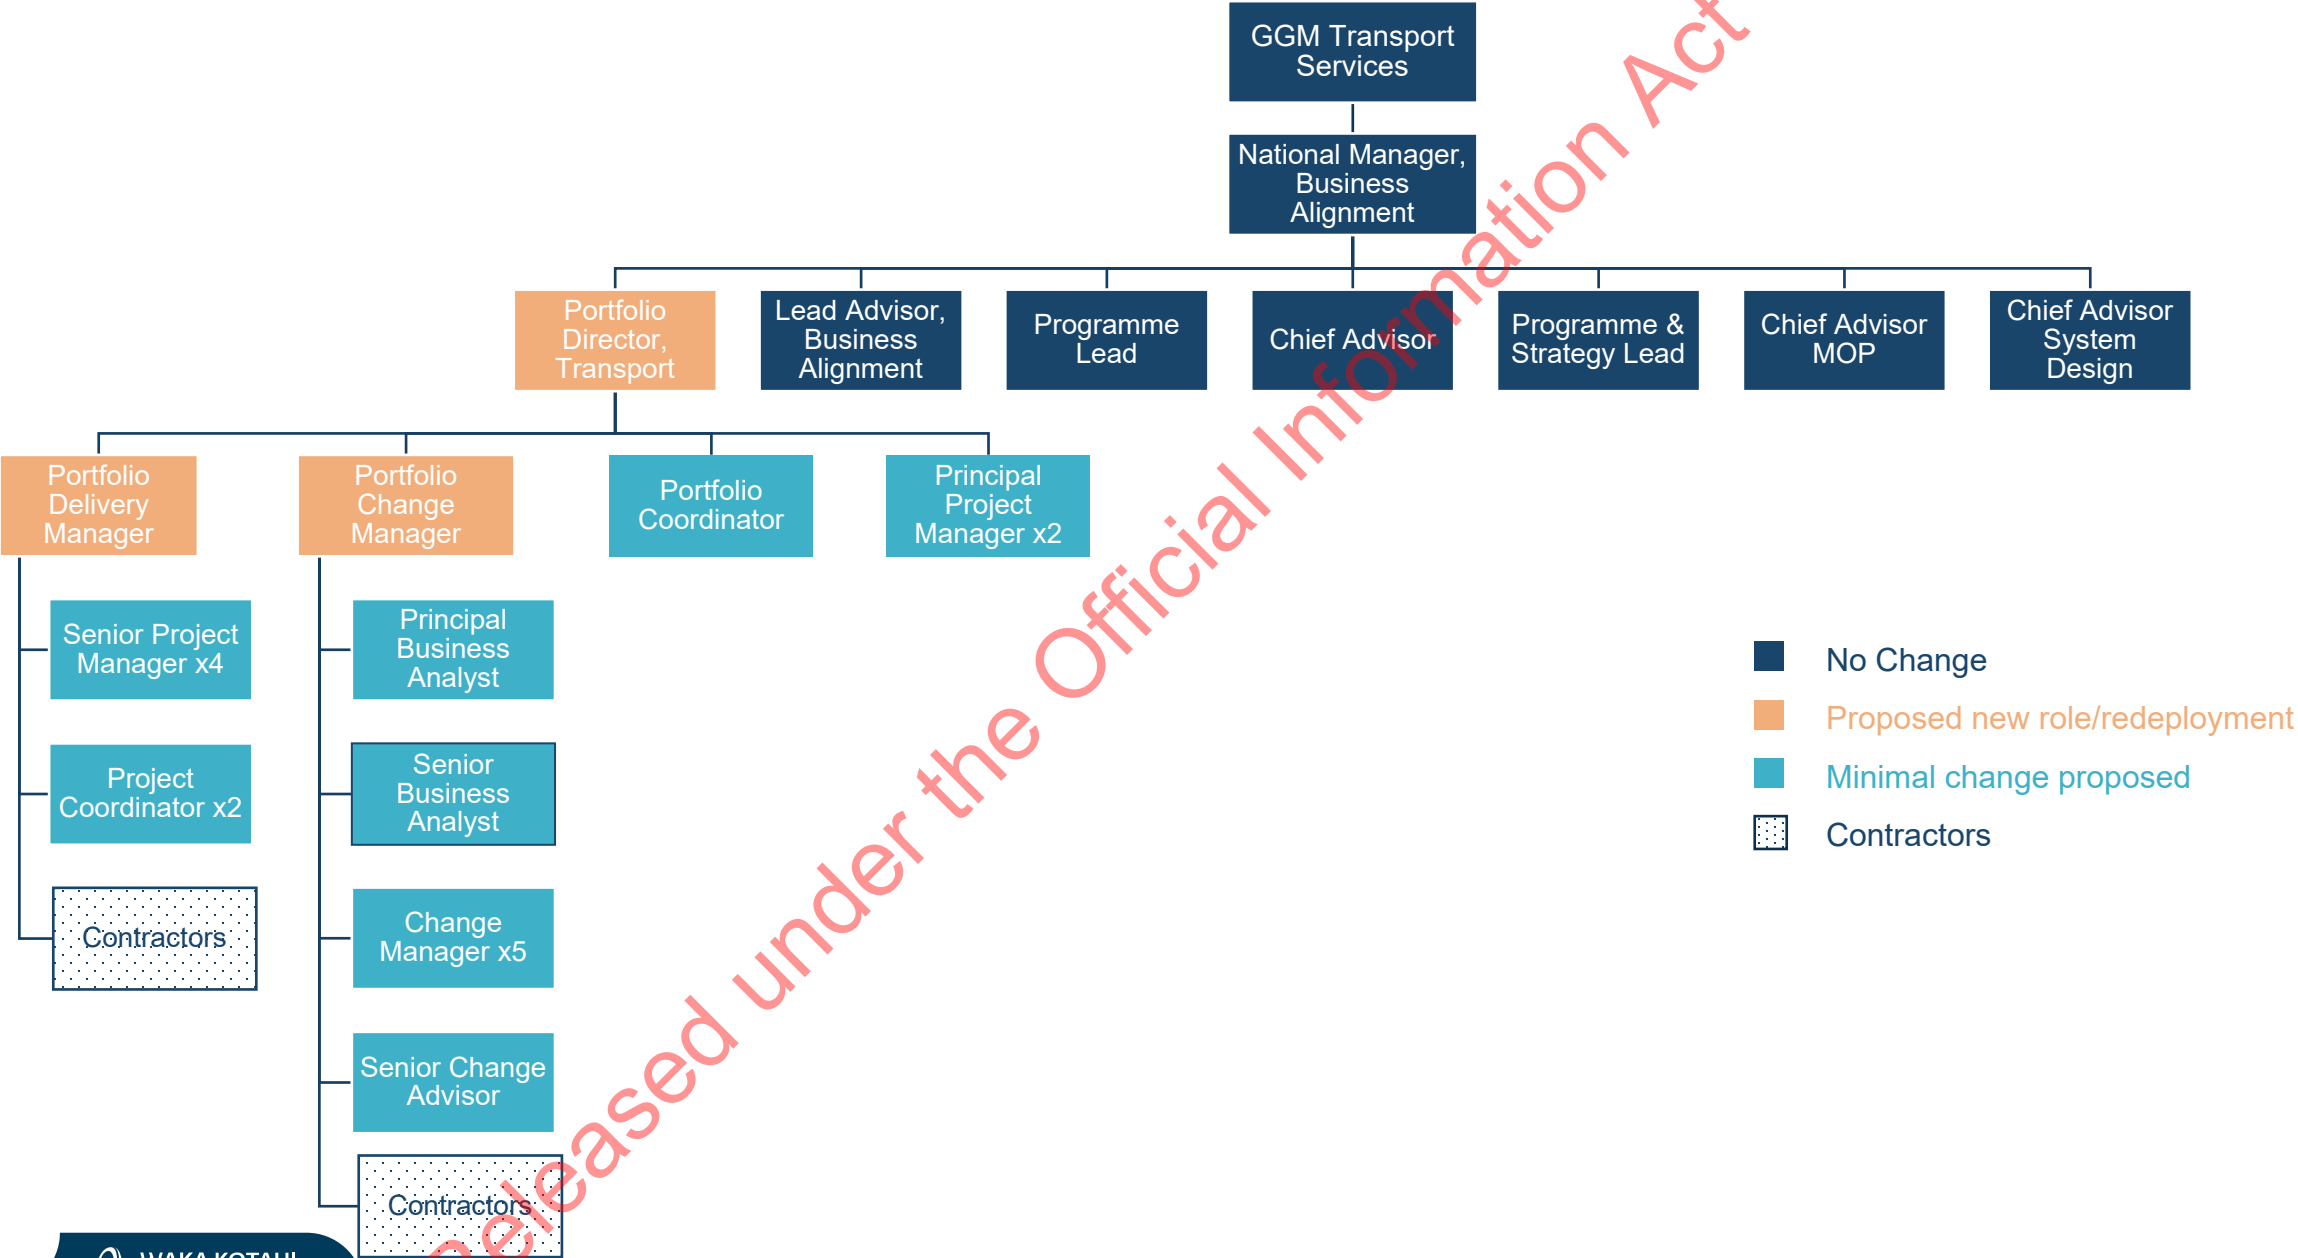 GGM Transport
Services
National Manager,
Business
Alignment
Portfolio
Director,
Transport
Lead Advisor,
Business
Alignment
Programme
Lead
Chief Advisor
Programme &
Strategy Lead
Chief Advisor
MOP
Chief Advisor
System
Design
Portfolio
Delivery
Manager
Portfolio
Change
Manager
Portfolio
Coordinator
Principal
Project
Manager x2
Senior Project
Manager x4
Project
Coordinator x2
Contractors
Principal
Business
Analyst
Senior
Business
Analyst
Change
Manager x5
Senior Change
Advisor
Contractors
No Change
Proposed new role/redeployment
Minimal change proposed
Contractors
Released under the Official Information Act
WAKA KOTAHI